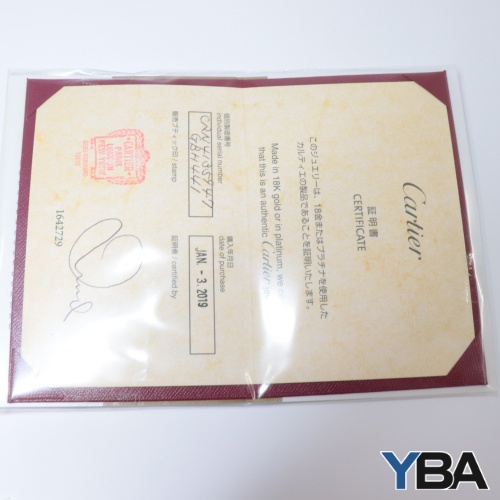 Cartier
証明書
CERTIFICATE
このジュエリーは、18金またはプラチナを使用した
カルティエの製品であることを証明いたします。
Made in 18K gold or in platinum, we
that this is an authentic Cartier
個別製造番号
individual serial number
購入年月日
date of purchase
JAN. - 3. 2019
販売ブティック印 / stamp
証明者 / certified by
CARTIER
1642729
YBA